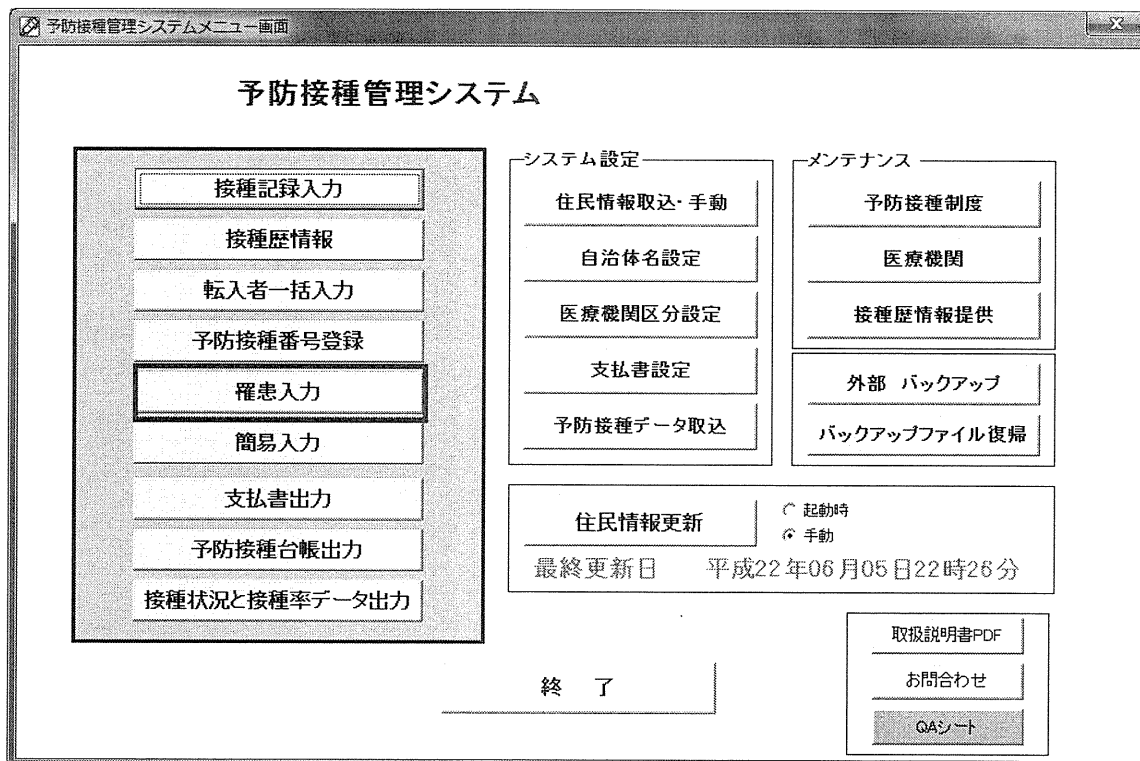 予防接種管理システムメニュー画面
X
予防接種管理システム
接種記録入力
接種歴情報
転入者一括入力
予防接種番号登録
罹患入力
簡易入力
支払書出力
予防接種台帳出力
接種状況と接種率データ出力
システム設定
住民情報取込・手動
自治体名設定
医療機関区分設定
支払書設定
予防接種データ取込
メンテナンス
予防接種制度
医療機関
接種歴情報提供
外部 バックアップ
バックアップファイル復帰
住民情報更新
起動時
手動
最終更新日 平成22年06月05日22時26分
終 了
取扱説明書PDF
お問合わせ
QAシート